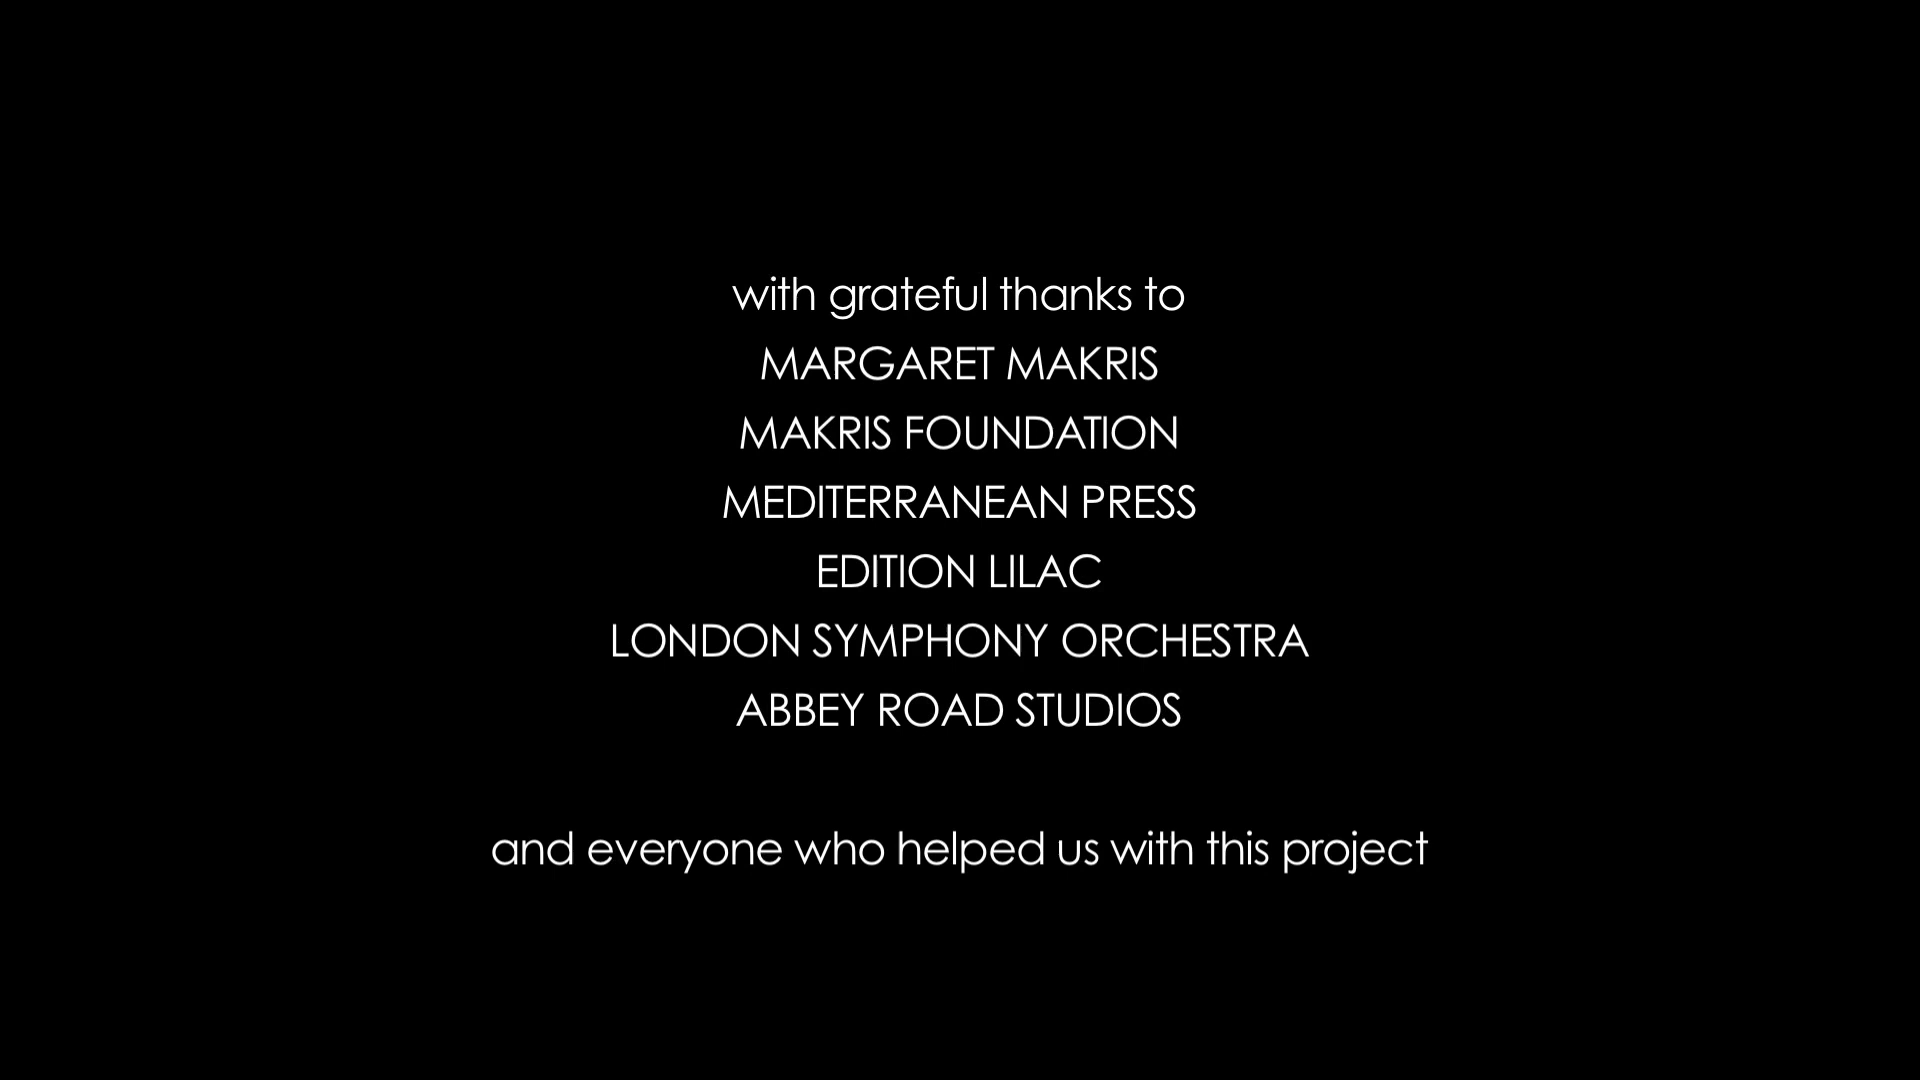 with grateful thanks to
MARGARET MAKRIS
MAKRIS FOUNDATION
MEDITERRANEAN PRESS
EDITION LILAC
LONDON SYMPHONY ORCHESTRA
ABBEY ROAD STUDIOS
and everyone who helped us with this project